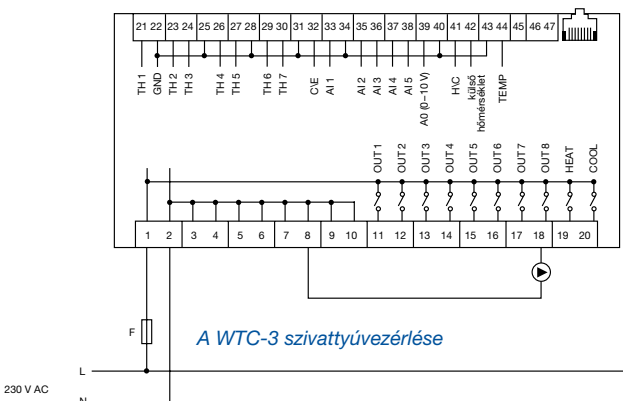 21 22 23 24 25 26 27 28 29 30 31 32 33 34 35 36 37 38 39 40 41 42 43 44 45 46 47
TH 1
GND
TH 2
TH 3
TH 4
TH 5
TH 6
TH 7
C\E
AI 1
AI 2
AI 3
AI 4
AI 5
A0 (0–10 V)
H\C
külső
hőmérséklet
TEMP
OUT 1
OUT 2
OUT 3
OUT 4
OUT 5
OUT 6
OUT 7
OUT 8
HEAT
COOL
1 2 3 4 5 6 7 8 9 10 11 12 13 14 15 16 17 18 19 20
F
A WTC-3 szivattyúvezérlése
L
230 V AC
N